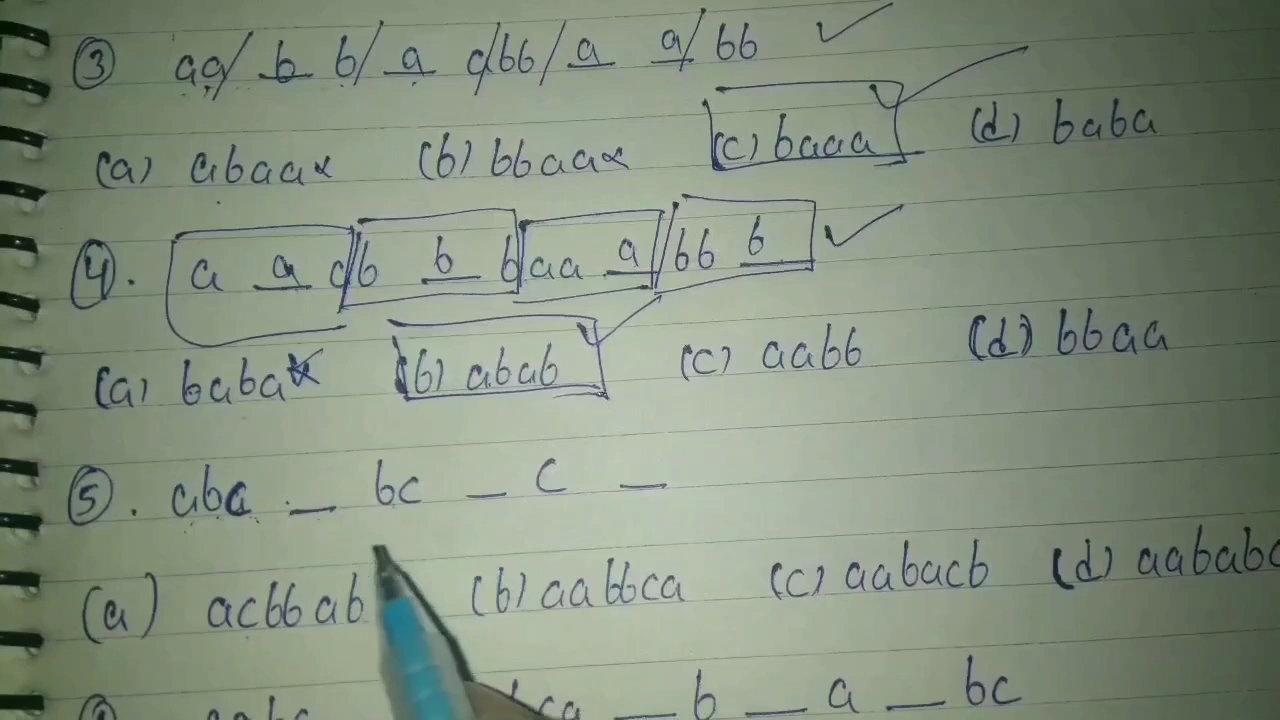 ③ aa/ b b/ a a/bb/ a a/ bb ✓
(a) abaa× (b) bbaa× (c) baaa (d) baba
④. a a a/b b b/aa a/bb b ✓
(a) baba× (b) abab (c) aabb (d) bbaa
⑤. abc _ bc _ c _
(a) acbbab (b) aabbca (c) aabacb (d) aababc
_ b _ a _ bc